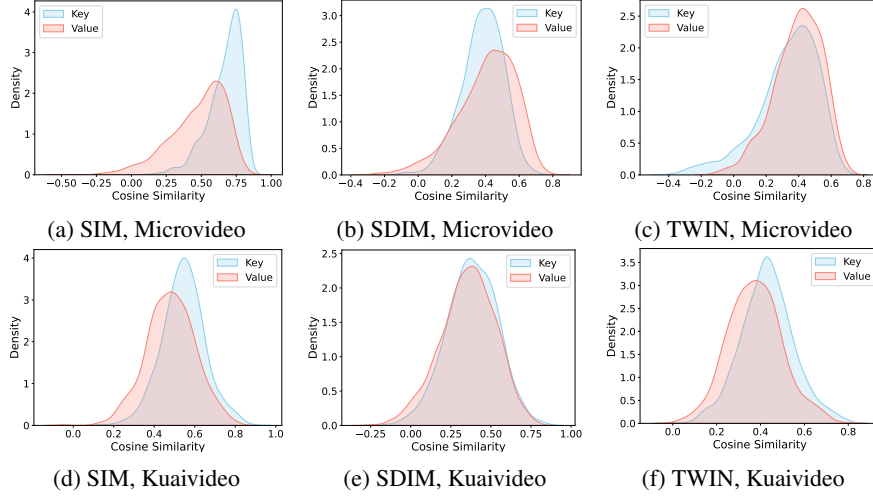 Key
Value
Density
4
3
2
1
0
−0.50 −0.25 0.00 0.25 0.50 0.75 1.00
Cosine Similarity
(a) SIM, Microvideo
Key
Value
Density
3.0
2.5
2.0
1.5
1.0
0.5
0.0
−0.4 −0.2 0.0 0.2 0.4 0.6 0.8
Cosine Similarity
(b) SDIM, Microvideo
Key
Value
Density
2.5
2.0
1.5
1.0
0.5
0.0
−0.4 −0.2 0.0 0.2 0.4 0.6 0.8
Cosine Similarity
(c) TWIN, Microvideo
Key
Value
Density
4
3
2
1
0
0.0 0.2 0.4 0.6 0.8 1.0
Cosine Similarity
(d) SIM, Kuaivideo
Key
Value
Density
2.5
2.0
1.5
1.0
0.5
0.0
−0.25 0.00 0.25 0.50 0.75 1.00
Cosine Similarity
(e) SDIM, Kuaivideo
Key
Value
Density
3.5
3.0
2.5
2.0
1.5
1.0
0.5
0.0
0.0 0.2 0.4 0.6 0.8
Cosine Similarity
(f) TWIN, Kuaivideo